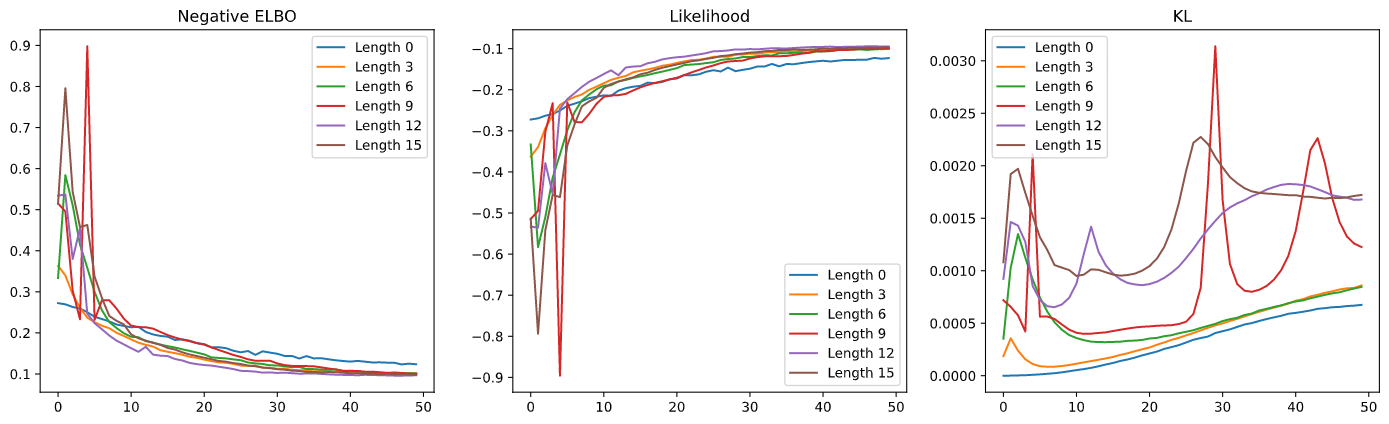 Negative ELBO
0.9
0.8
0.7
0.6
0.5
0.4
0.3
0.2
0.1
0 10 20 30 40 50
Length 0
Length 3
Length 6
Length 9
Length 12
Length 15
Likelihood
−0.1
−0.2
−0.3
−0.4
−0.5
−0.6
−0.7
−0.8
−0.9
0 10 20 30 40 50
Length 0
Length 3
Length 6
Length 9
Length 12
Length 15
KL
0.0030
0.0025
0.0020
0.0015
0.0010
0.0005
0.0000
0 10 20 30 40 50
Length 0
Length 3
Length 6
Length 9
Length 12
Length 15